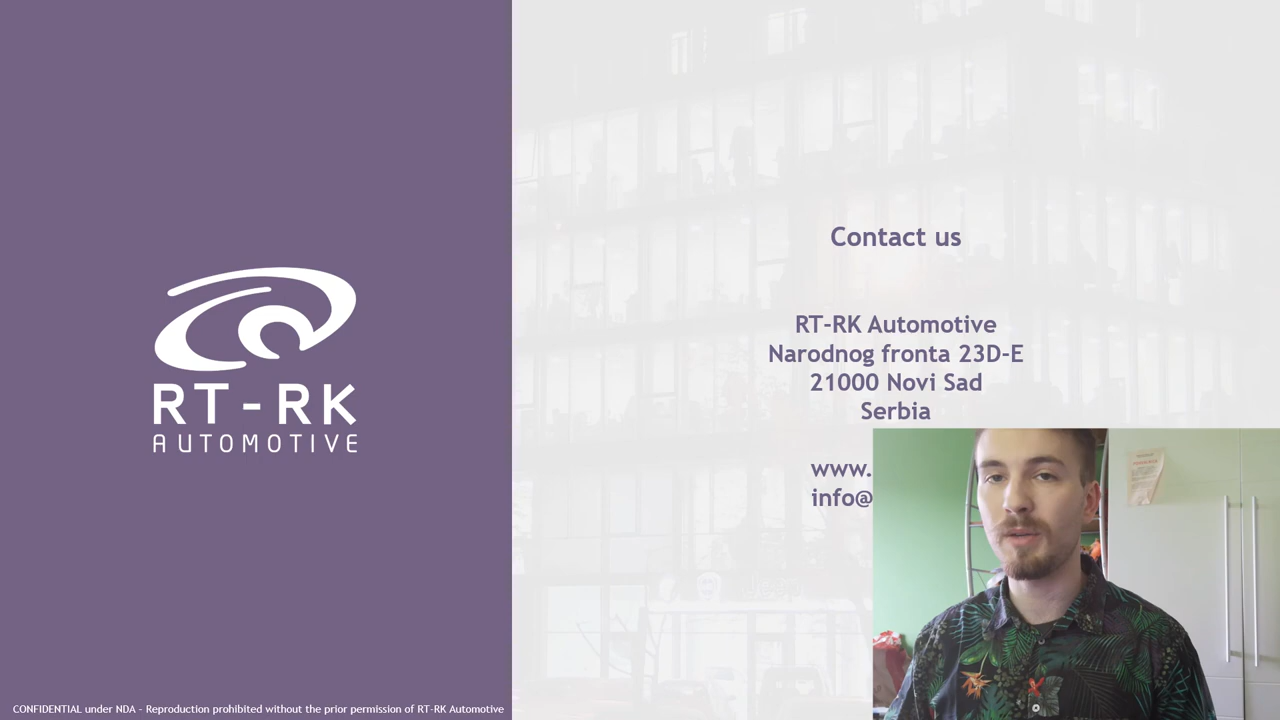 RT-RK
AUTOMOTIVE
CONFIDENTIAL under NDA - Reproduction prohibited without the prior permission of RT-RK Automotive
Contact us
RT-RK Automotive
Narodnog fronta 23D-E
21000 Novi Sad
Serbia
www.
info@